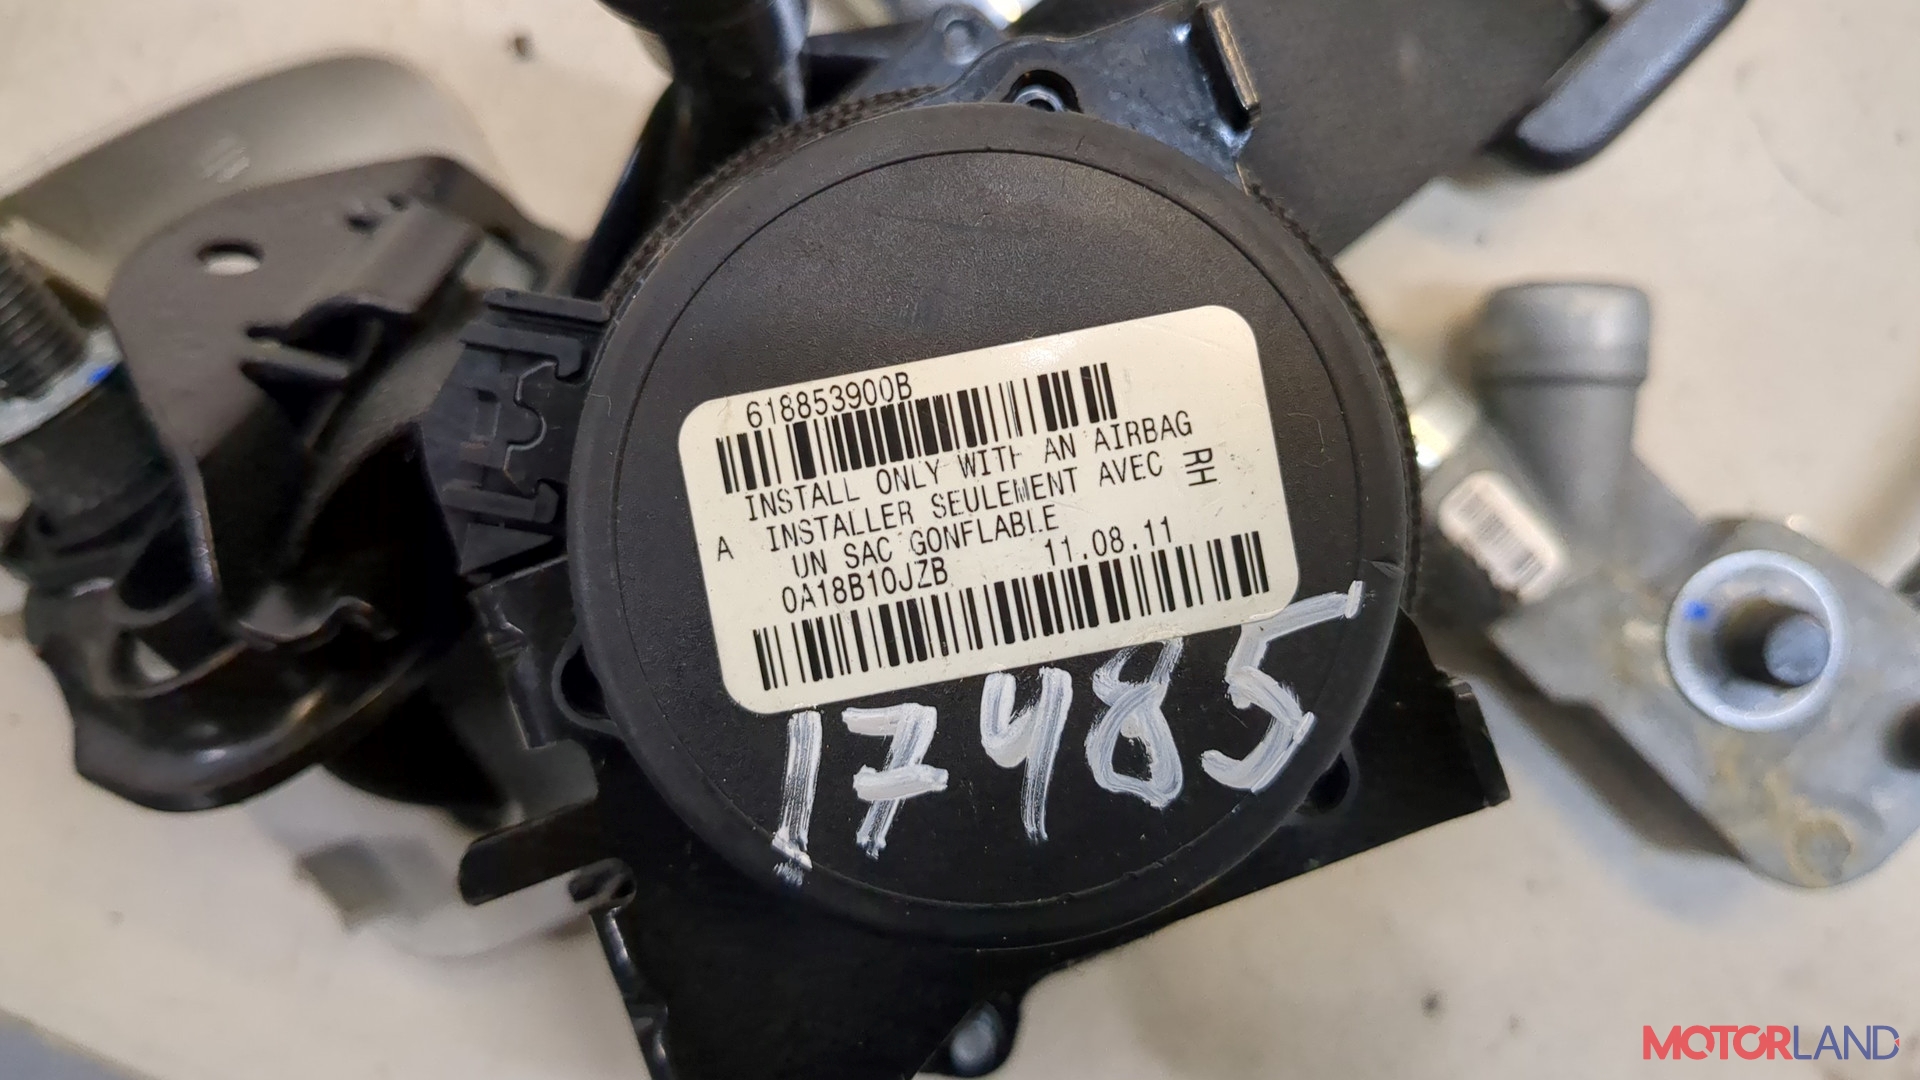 618853900B
INSTALL ONLY WITH AN AIRBAG
A INSTALLER SEULEMENT AVEC RH
UN SAC GONFLABLE
0A18B10JZB 11.08.11
17485
MOTORLAND